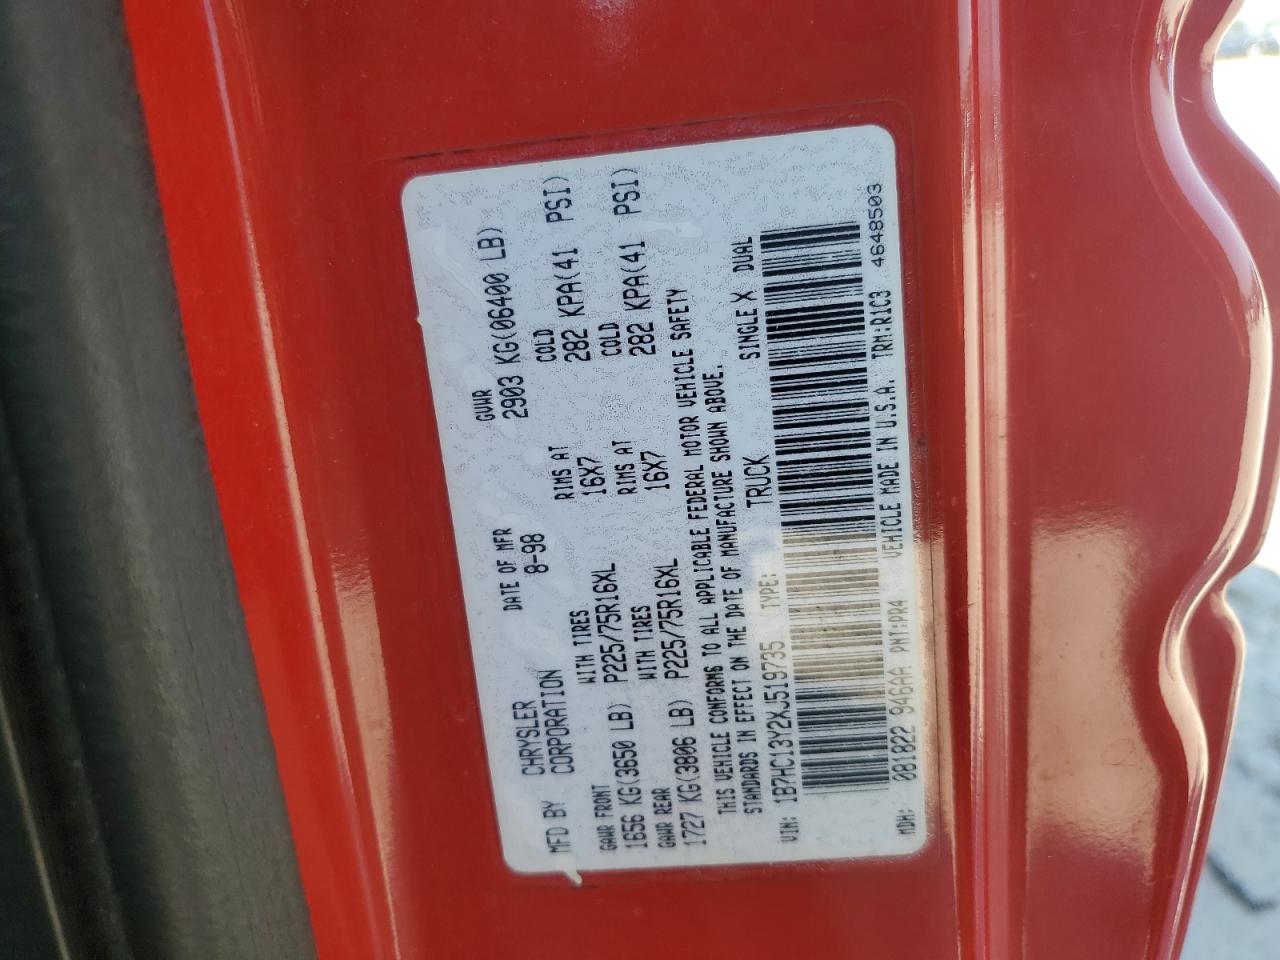 MFD BY CHRYSLER CORPORATION DATE OF MFR 8-98 GVWR 2903 KG(06400 LB)
GAWR FRONT WITH TIRES RIMS AT COLD
1656 KG(3650 LB) P225/75R16XL 16X7 282 KPA(41 PSI)
GAWR REAR WITH TIRES RIMS AT COLD
1727 KG(3806 LB) P225/75R16XL 16X7 282 KPA(41 PSI)
THIS VEHICLE CONFORMS TO ALL APPLICABLE FEDERAL MOTOR VEHICLE SAFETY
STANDARDS IN EFFECT ON THE DATE OF MANUFACTURE SHOWN ABOVE.
VIN: 1B7HC13Y2XJ519735 TYPE: TRUCK SINGLE X DUAL
MDH: 081822 946AA PNT:PR4 VEHICLE MADE IN U.S.A. TRM:R1C3 4648503